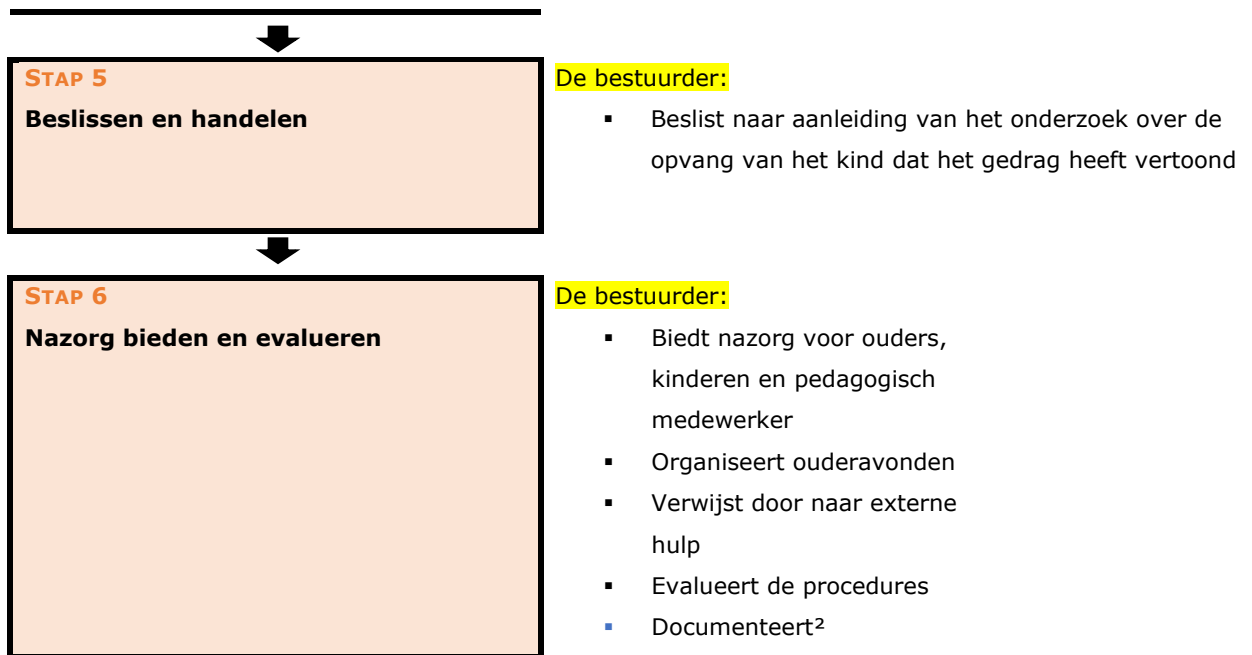 STAP 5
Beslissen en handelen
De bestuurder:
▪ Beslist naar aanleiding van het onderzoek over de
opvang van het kind dat het gedrag heeft vertoond
STAP 6
Nazorg bieden en evalueren
De bestuurder:
▪ Biedt nazorg voor ouders,
kinderen en pedagogisch
medewerker
▪ Organiseert ouderavonden
▪ Verwijst door naar externe
hulp
▪ Evalueert de procedures
▪ Documenteert²